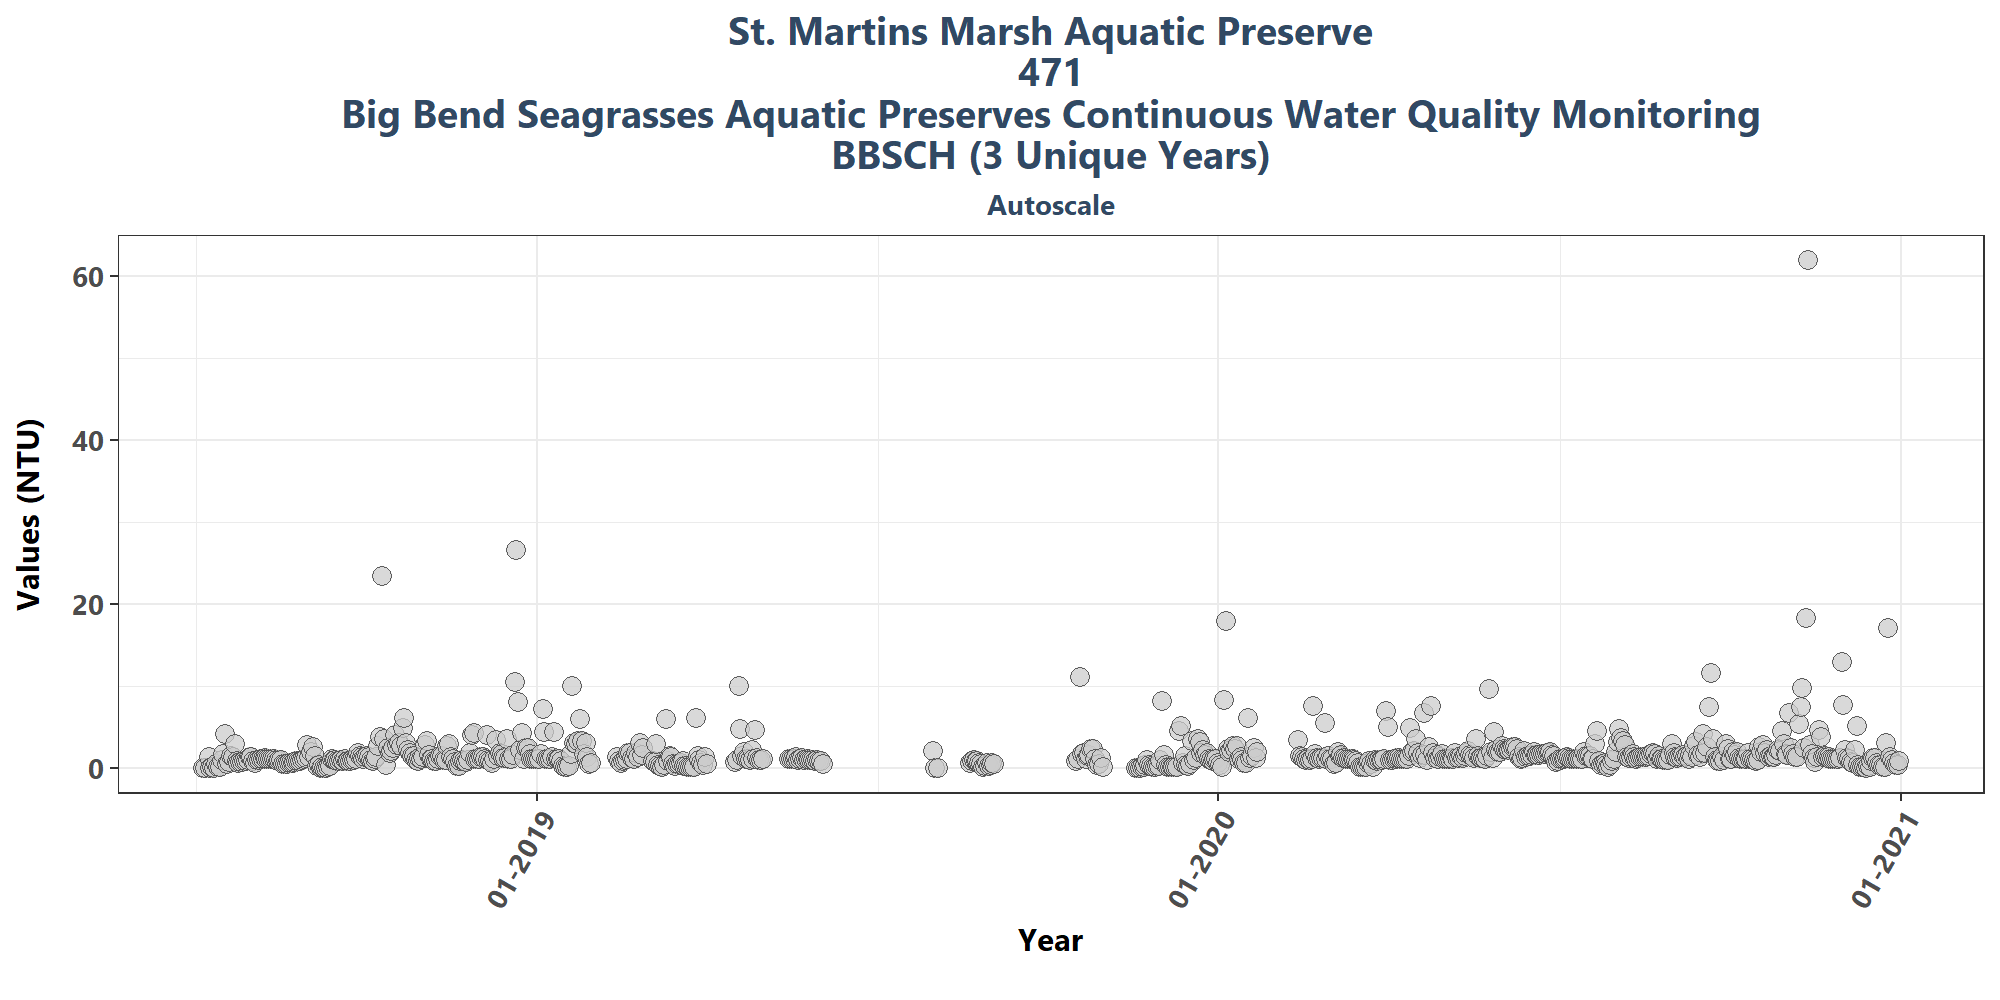 St. Martins Marsh Aquatic Preserve
471
Big Bend Seagrasses Aquatic Preserves Continuous Water Quality Monitoring
BBSCH (3 Unique Years)
Autoscale
Values (NTU)
60
40
20
0
01-2019
01-2020
01-2021
Year